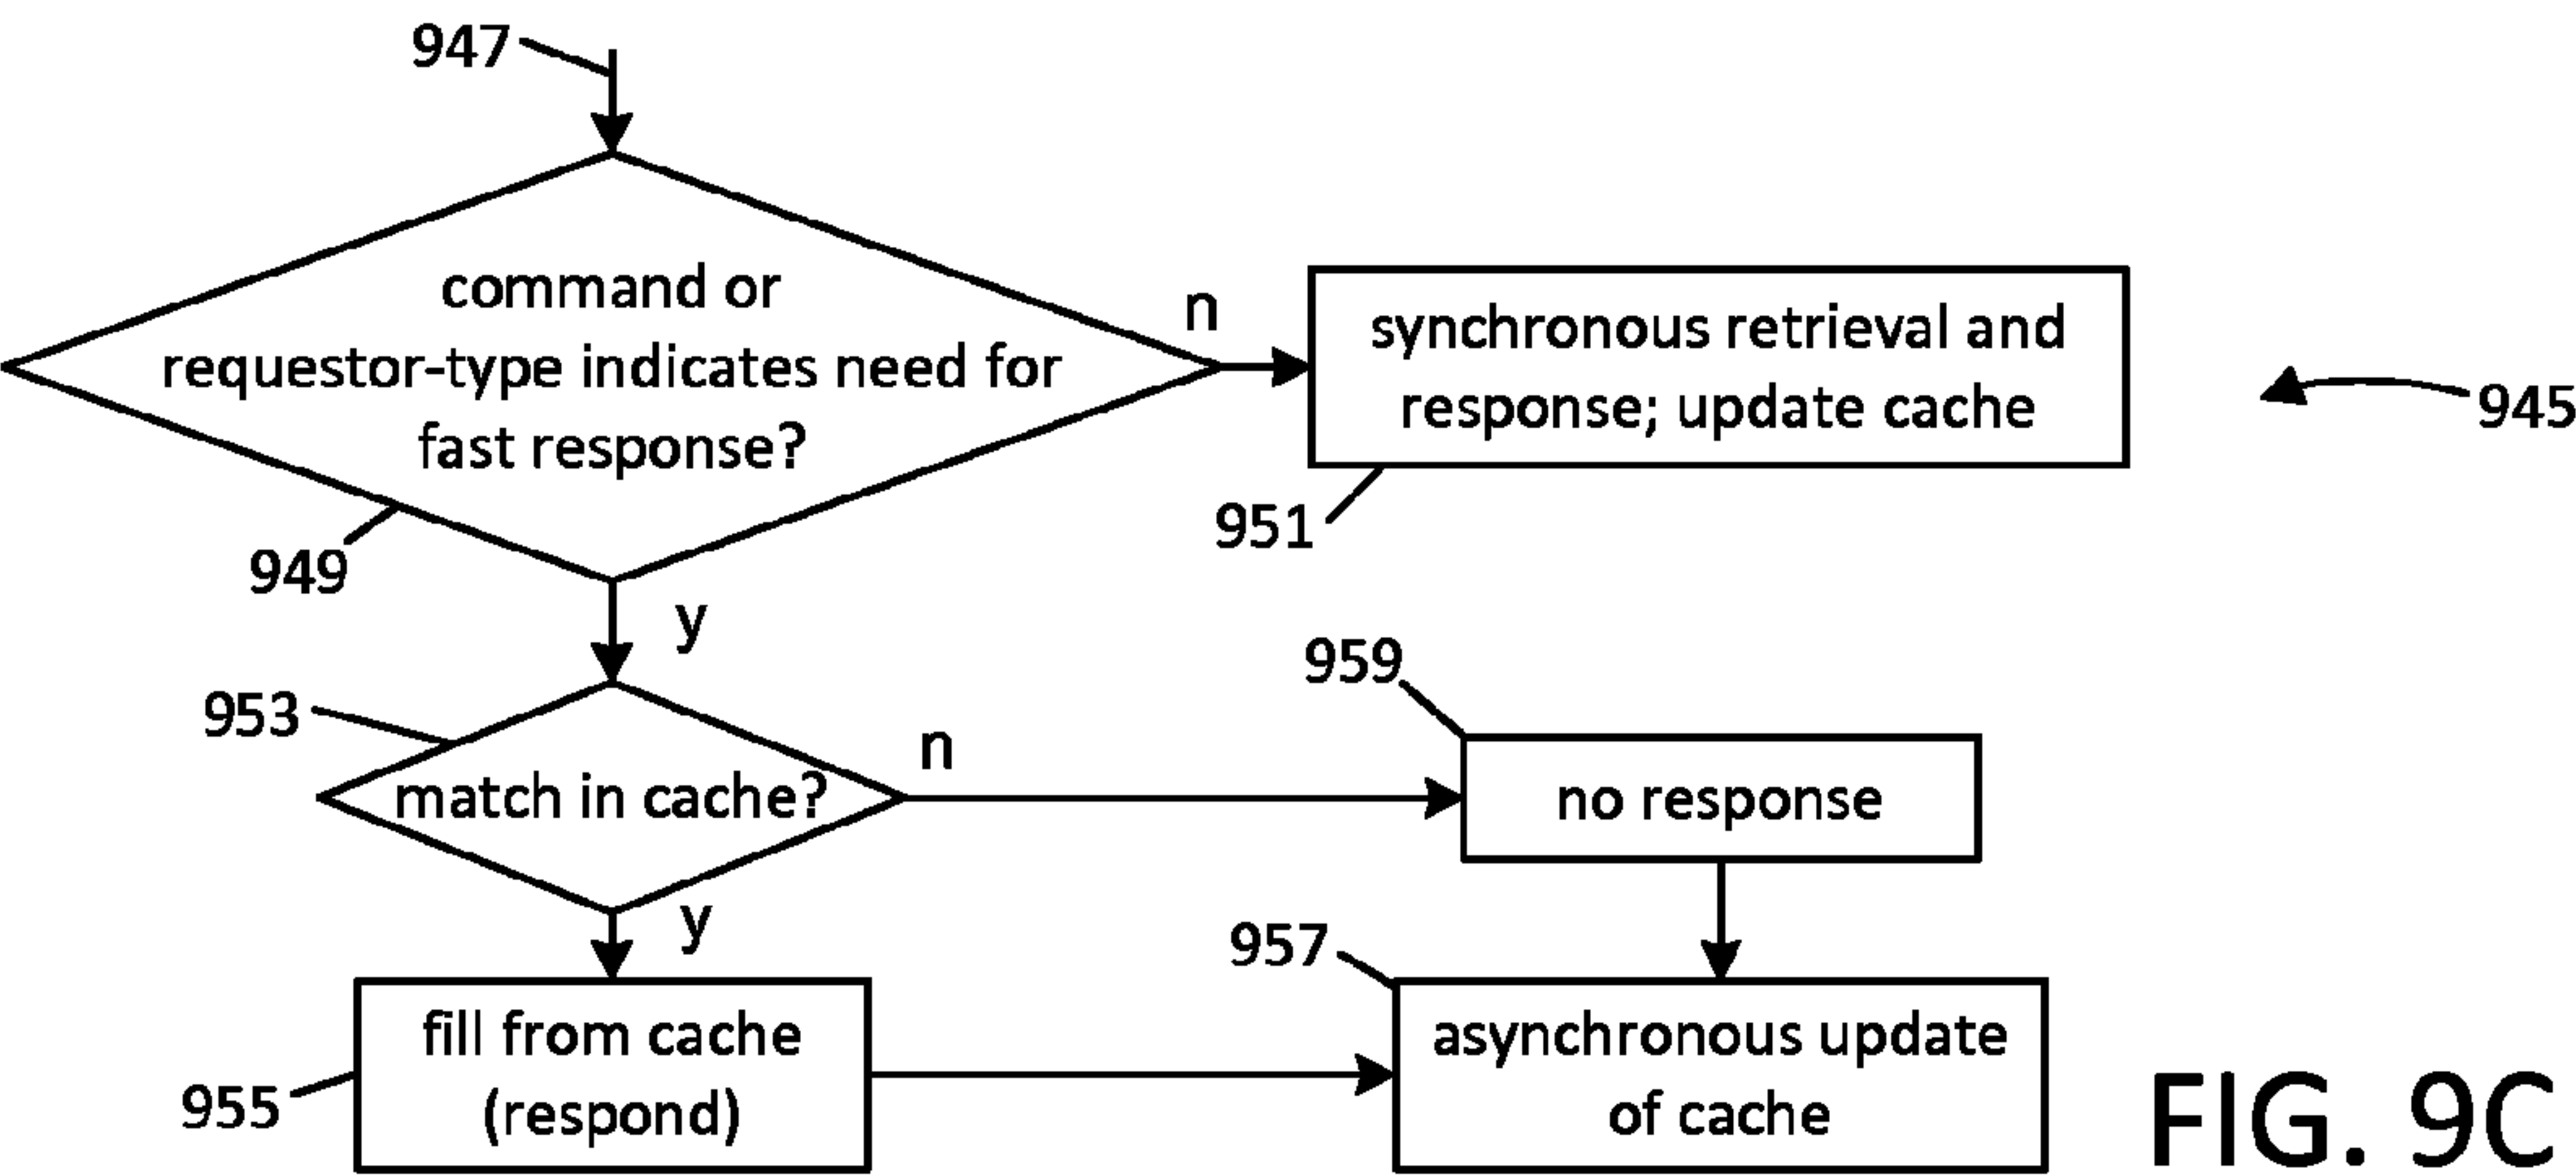 947
command or
requestor-type indicates need for
fast response?
n
synchronous retrieval and
response; update cache
945
951
949
y
959
953
n
match in cache?
no response
y
957
fill from cache
(respond)
asynchronous update
of cache
955
FIG. 9C